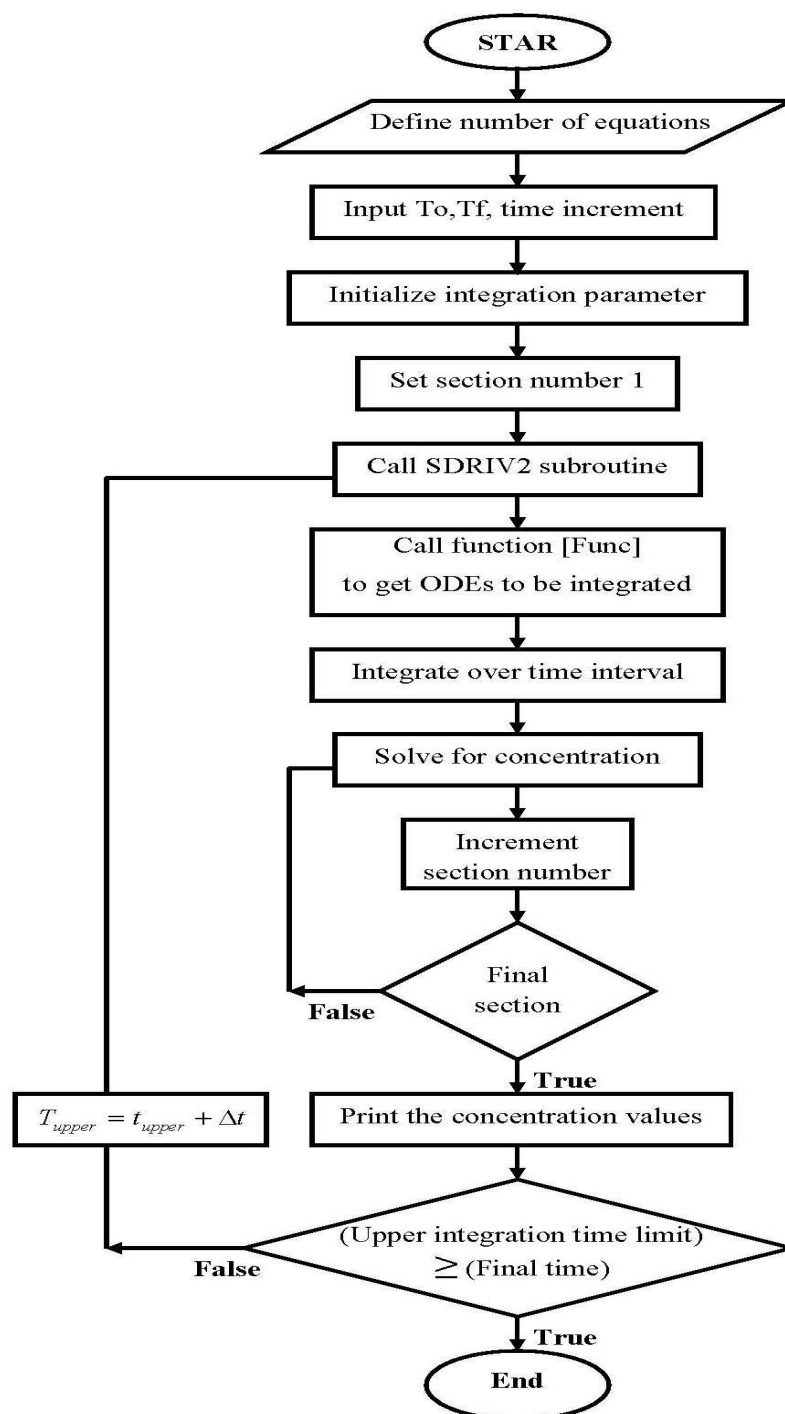 STAR
Define number of equations
Input To,Tf, time increment
Initialize integration parameter
Set section number 1
Call SDRIV2 subroutine
Call function [Func]
to get ODEs to be integrated
Integrate over time interval
Solve for concentration
Increment
section number
Final
section
False
True
Print the concentration values
T_upper = t_upper + Δt
(Upper integration time limit)
≥ (Final time)
False
True
End